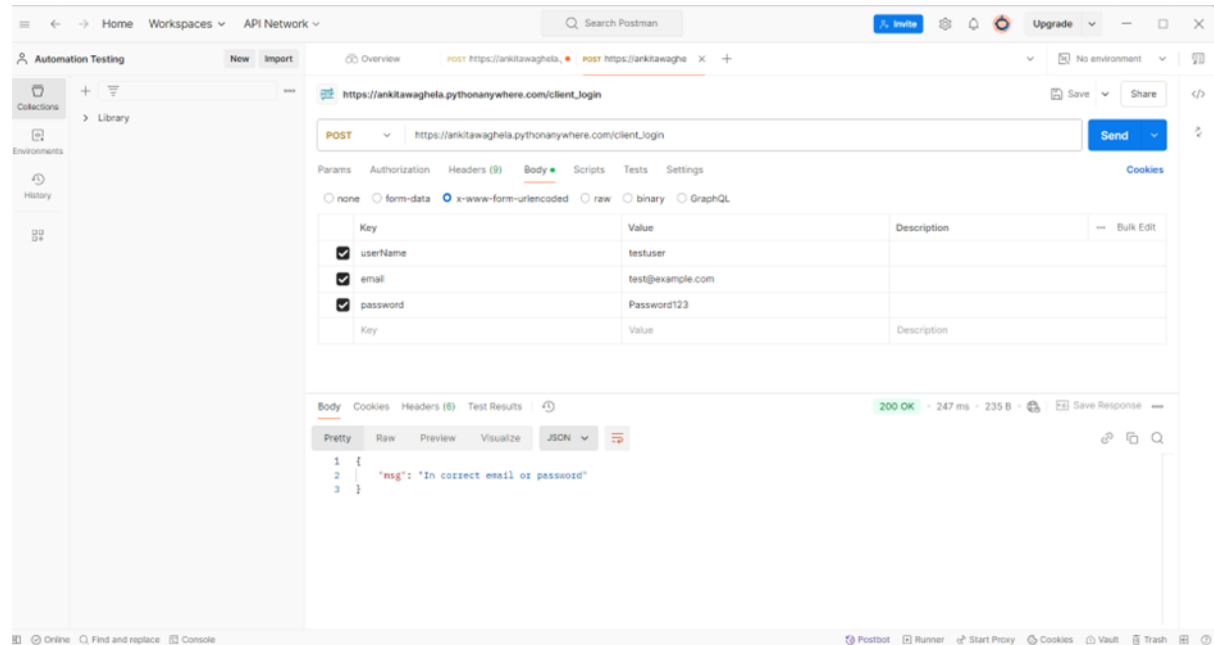 Home Workspaces API Network Search Postman Invite Upgrade
Automation Testing New Import Overview POST https://ankitawaghela. POST https://ankitawaghe No environment
Collections
Library
Environments
History
https://ankitawaghela.pythonanywhere.com/client_login Save Share
POST https://ankitawaghela.pythonanywhere.com/client_login Send
Params Authorization Headers (9) Body Scripts Tests Settings Cookies
none form-data x-www-form-urlencoded raw binary GraphQL
Key Value Description Bulk Edit
userName testuser
email test@example.com
password Password123
Key Value Description
Body Cookies Headers (6) Test Results 200 OK 247 ms 235 B Save Response
Pretty Raw Preview Visualize JSON
1 {
2 "msg": "In correct email or password"
3 }
Online Find and replace Console Postbot Runner Start Proxy Cookies Vault Trash